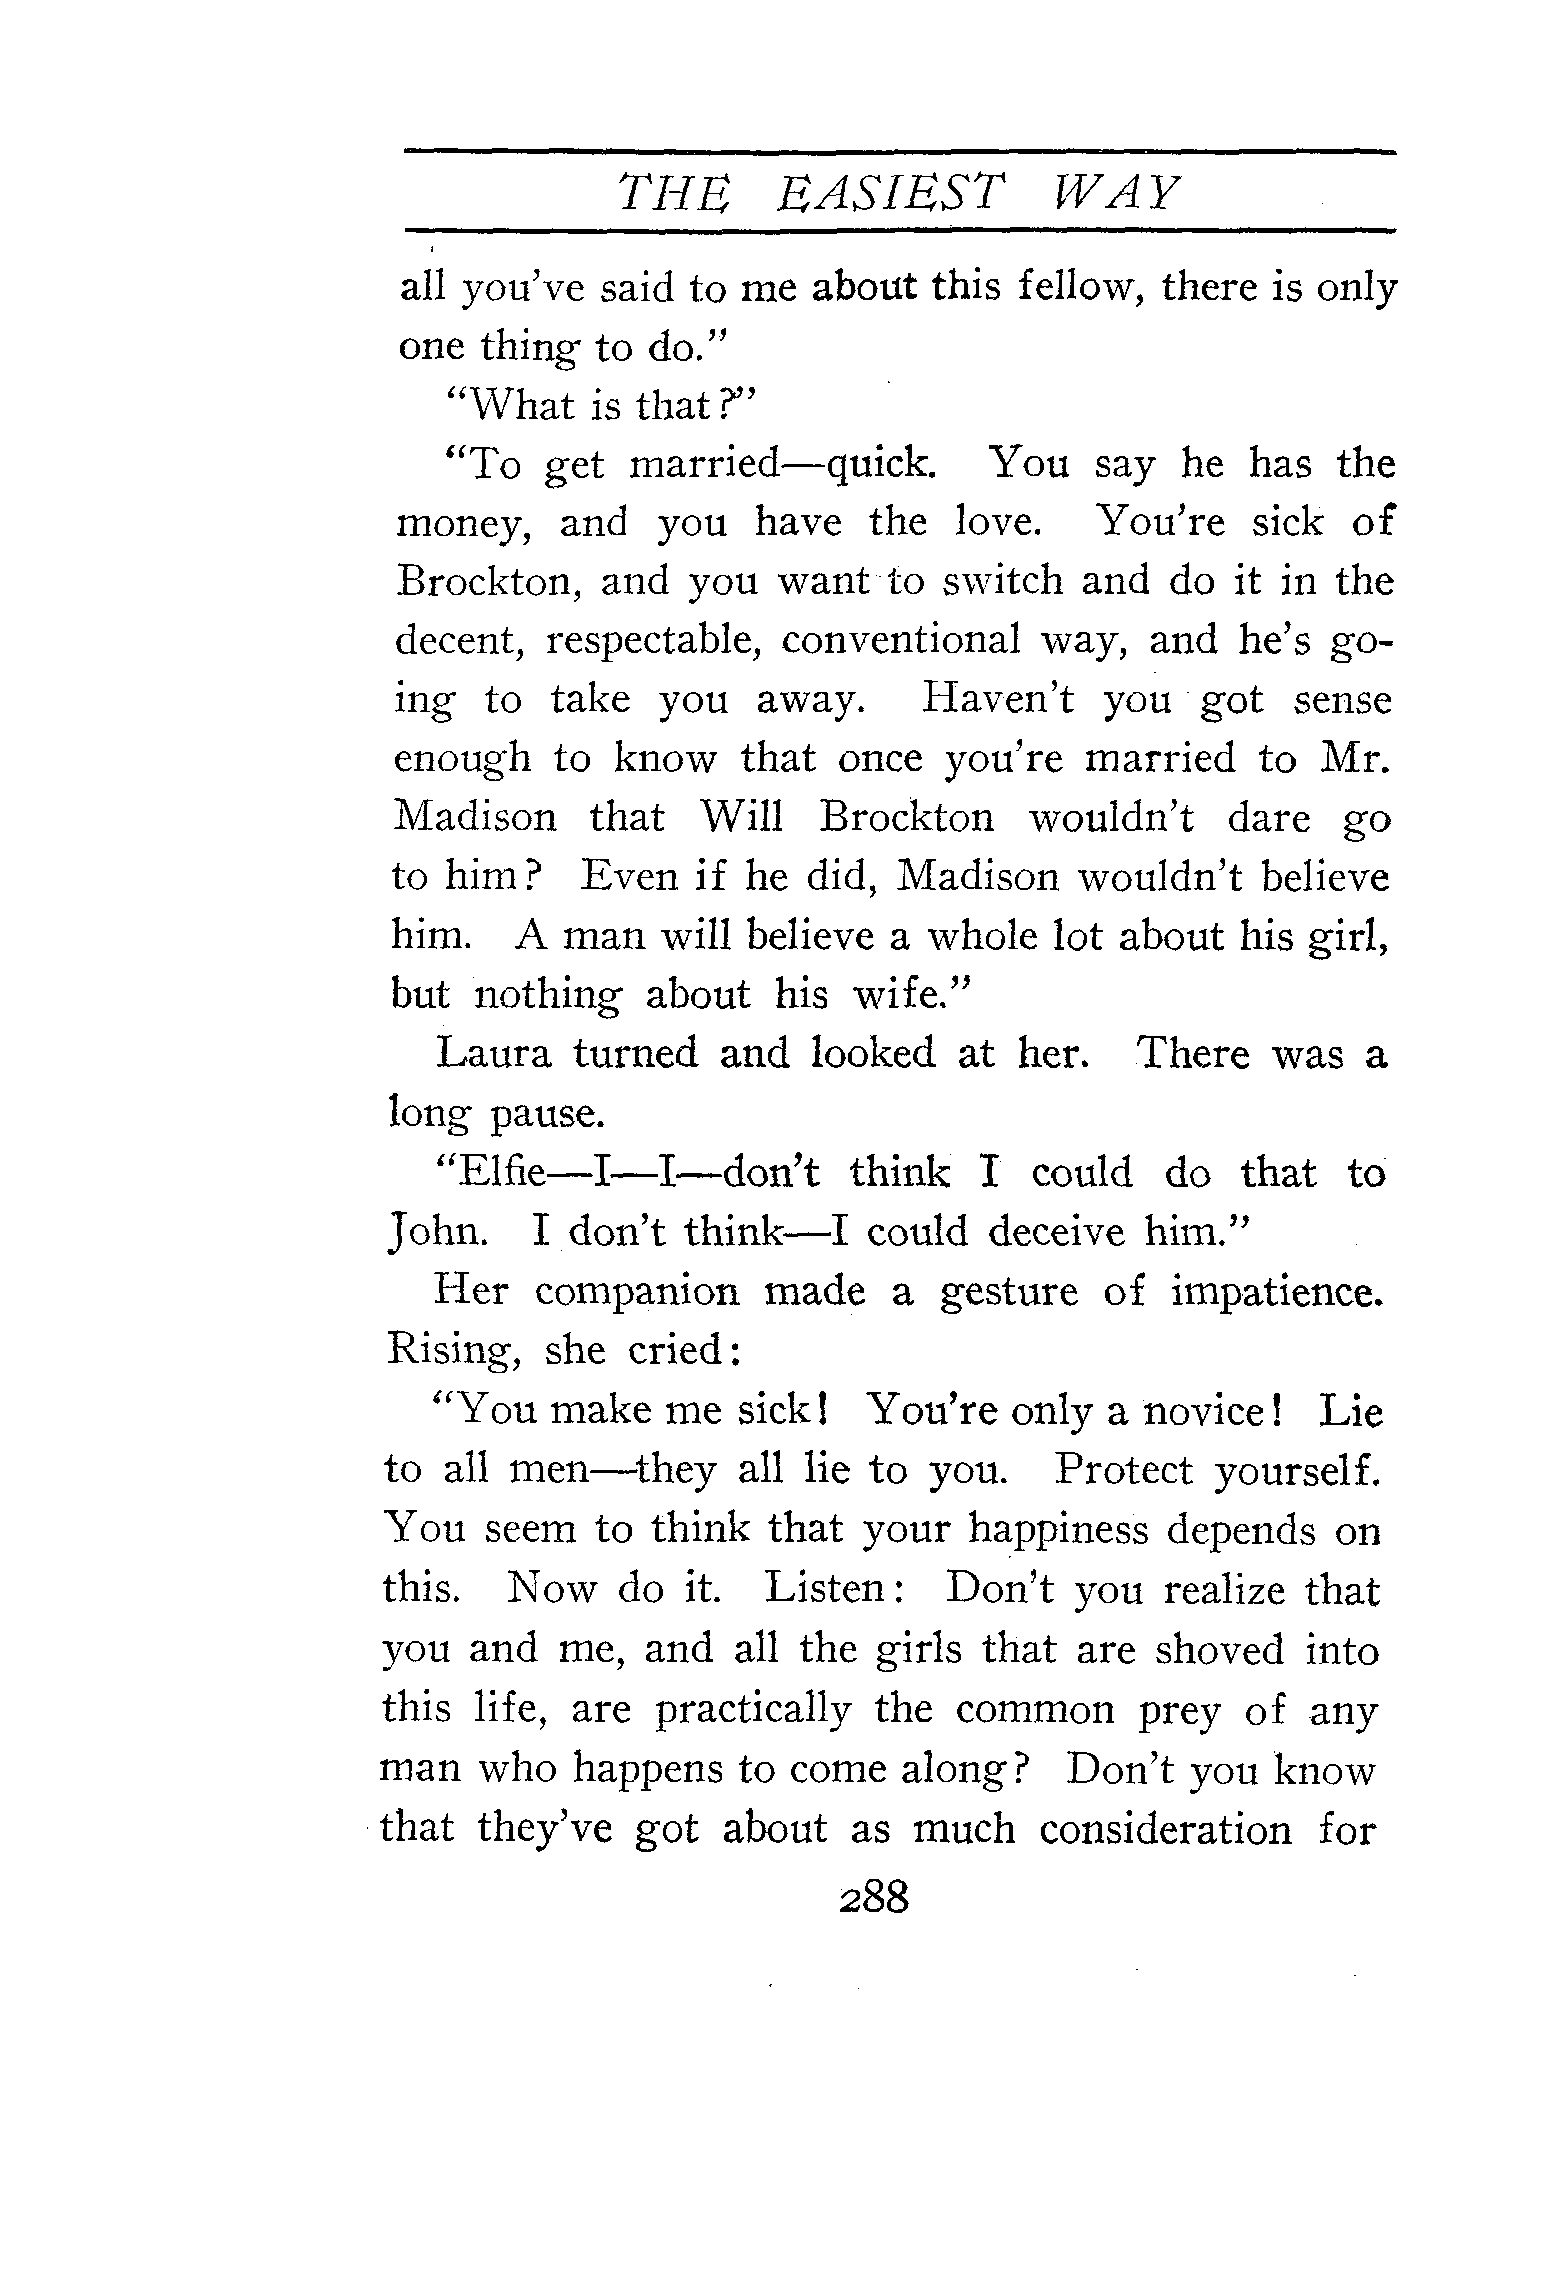 THE EASIEST WAY
all you've said to me about this fellow, there is only
one thing to do."
"What is that?"
"To get married—quick. You say he has the
money, and you have the love. You're sick of
Brockton, and you want to switch and do it in the
decent, respectable, conventional way, and he's go-
ing to take you away. Haven't you got sense
enough to know that once you're married to Mr.
Madison that Will Brockton wouldn't dare go
to him? Even if he did, Madison wouldn't believe
him. A man will believe a whole lot about his girl,
but nothing about his wife."
Laura turned and looked at her. There was a
long pause.
"Elfie—I—I—don't think I could do that to
John. I don't think—I could deceive him."
Her companion made a gesture of impatience.
Rising, she cried:
"You make me sick! You're only a novice! Lie
to all men—they all lie to you. Protect yourself.
You seem to think that your happiness depends on
this. Now do it. Listen: Don't you realize that
you and me, and all the girls that are shoved into
this life, are practically the common prey of any
man who happens to come along? Don't you know
that they've got about as much consideration for
288